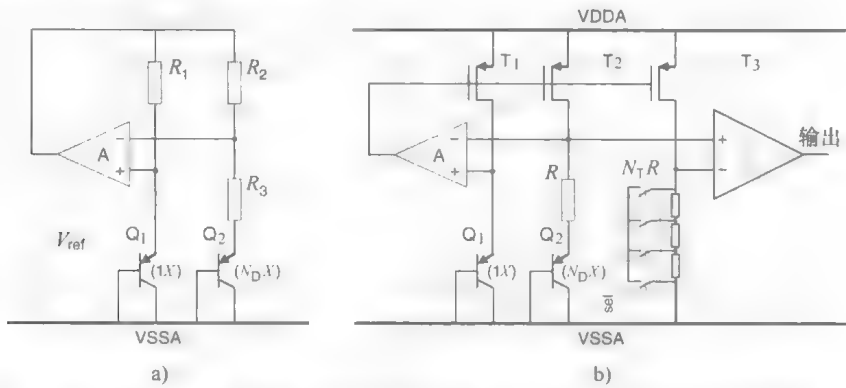 VDDA
R₁
R₂
T₁
T₂
T₃
A
R₃
V_ref
Q₁
Q₂
(1X)
(N_D X)
VSSA
a)
A
R
N_T R
输出
Q₁
Q₂
(1X)
(N_D X)
sel
VSSA
b)